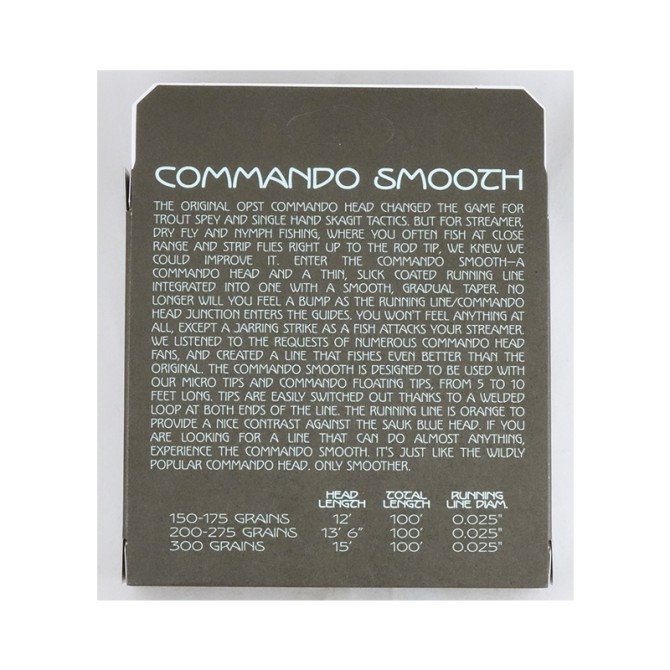 COMMANDO SMOOTH
THE ORIGINAL OPST COMMANDO HEAD CHANGED THE GAME FOR
TROUT SPEY AND SINGLE HAND SKAGIT TACTICS. BUT FOR STREAMER,
DRY FLY AND NYMPH FISHING, WHERE YOU OFTEN FISH AT CLOSE
RANGE AND STRIP FLIES RIGHT UP TO THE ROD TIP, WE KNEW WE
COULD IMPROVE IT. ENTER THE COMMANDO SMOOTH—A
COMMANDO HEAD AND A THIN, SLICK COATED RUNNING LINE
INTEGRATED INTO ONE WITH A SMOOTH, GRADUAL TAPER. NO
LONGER WILL YOU FEEL A BUMP AS THE RUNNING LINE/COMMANDO
HEAD JUNCTION ENTERS THE GUIDES. YOU WON'T FEEL ANYTHING AT
ALL, EXCEPT A JARRING STRIKE AS A FISH ATTACKS YOUR STREAMER.
WE LISTENED TO THE REQUESTS OF NUMEROUS COMMANDO HEAD
FANS, AND CREATED A LINE THAT FISHES EVEN BETTER THAN THE
ORIGINAL. THE COMMANDO SMOOTH IS DESIGNED TO BE USED WITH
OUR MICRO TIPS AND COMMANDO FLOATING TIPS, FROM 5 TO 10
FEET LONG. TIPS ARE EASILY SWITCHED OUT THANKS TO A WELDED
LOOP AT BOTH ENDS OF THE LINE. THE RUNNING LINE IS ORANGE TO
PROVIDE A NICE CONTRAST AGAINST THE SAUK BLUE HEAD. IF YOU
ARE LOOKING FOR A LINE THAT CAN DO ALMOST ANYTHING,
EXPERIENCE THE COMMANDO SMOOTH. IT'S JUST LIKE THE WILDLY
POPULAR COMMANDO HEAD. ONLY SMOOTHER.
HEAD TOTAL RUNNING
LENGTH LENGTH LINE DIAM.
150-175 GRAINS 12' 100' 0.025"
200-275 GRAINS 13' 6" 100' 0.025"
300 GRAINS 15' 100' 0.025"